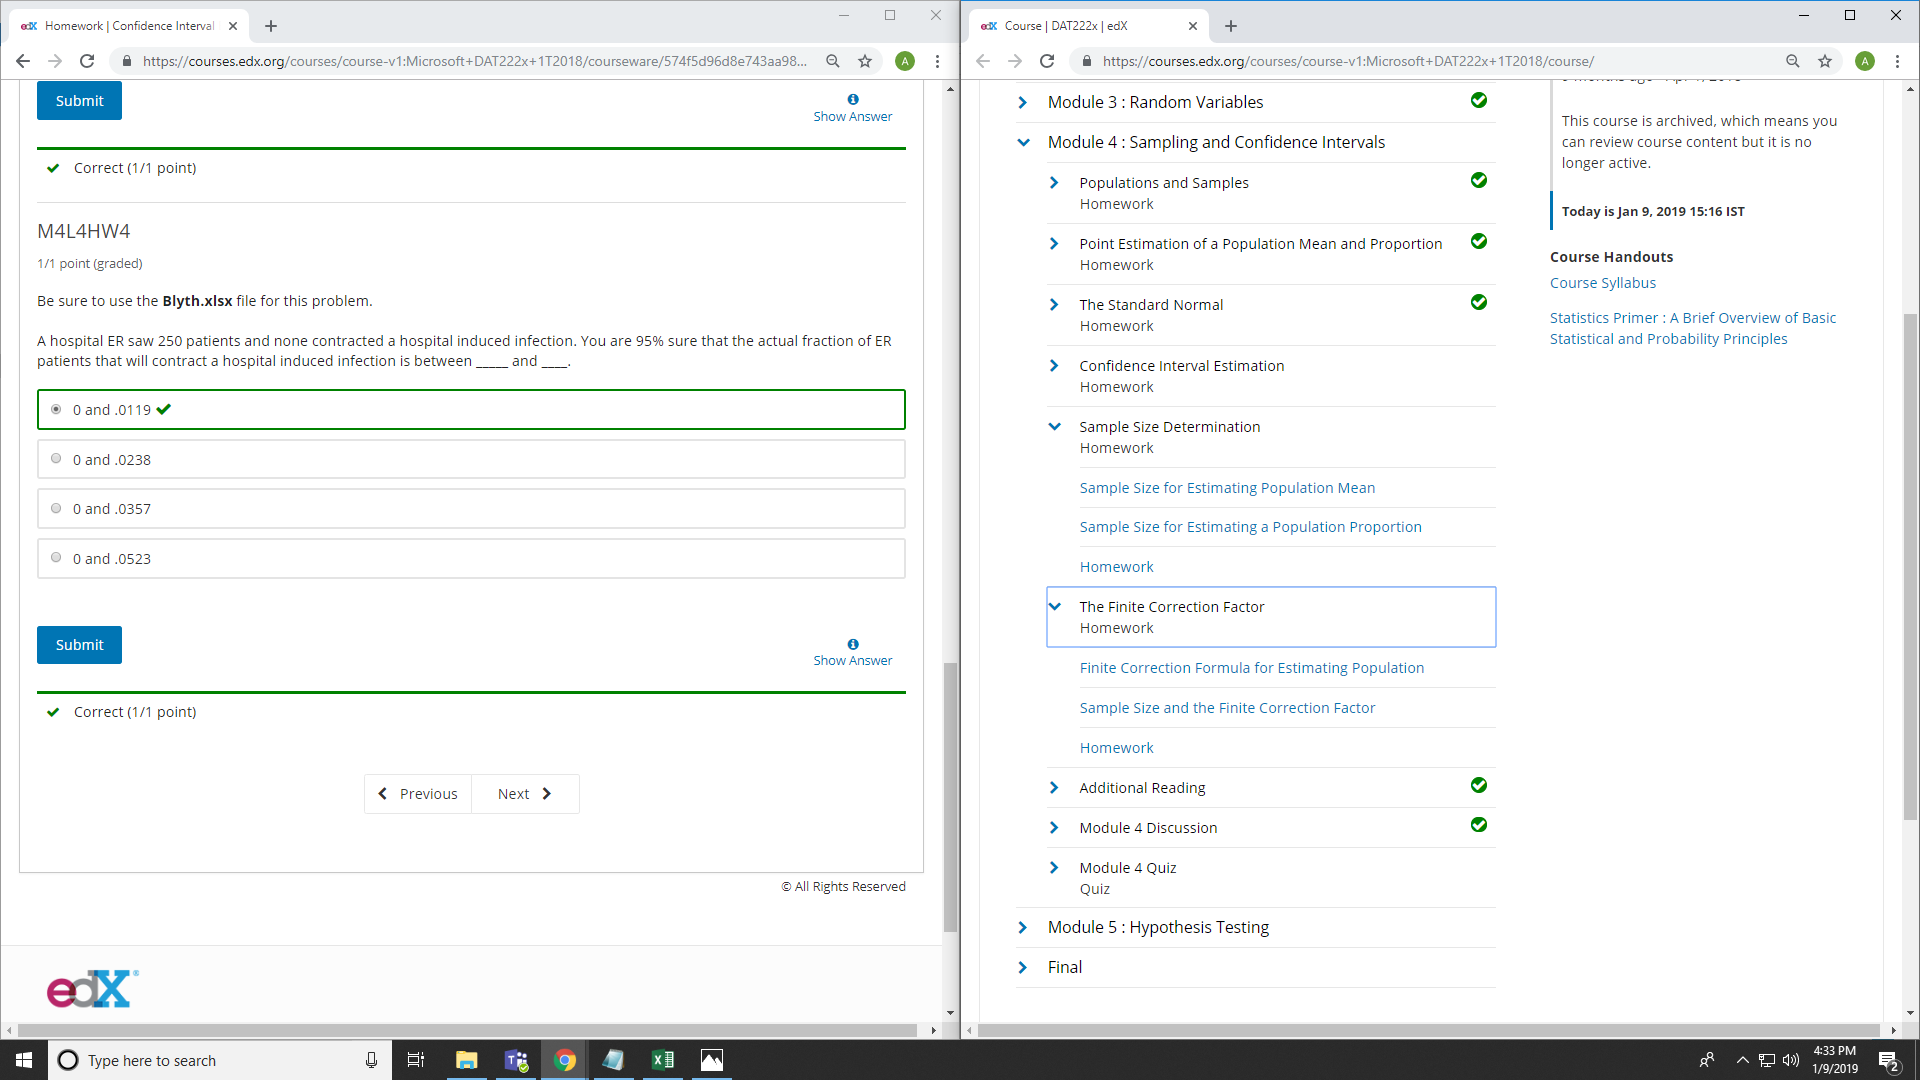 edX Homework | Confidence Interval
https://courses.edx.org/courses/course-v1:Microsoft+DAT222x+1T2018/courseware/574f5d96d8e743aa98...
A
Submit
Show Answer
Correct (1/1 point)
M4L4HW4
1/1 point (graded)
Be sure to use the Blyth.xlsx file for this problem.
A hospital ER saw 250 patients and none contracted a hospital induced infection. You are 95% sure that the actual fraction of ER
patients that will contract a hospital induced infection is between _____ and ____.
0 and .0119
0 and .0238
0 and .0357
0 and .0523
Submit
Show Answer
Correct (1/1 point)
Previous
Next
© All Rights Reserved
edX
edX Course | DAT222x | edX
https://courses.edx.org/courses/course-v1:Microsoft+DAT222x+1T2018/course/
A
Module 3 : Random Variables
Module 4 : Sampling and Confidence Intervals
Populations and Samples
Homework
Point Estimation of a Population Mean and Proportion
Homework
The Standard Normal
Homework
Confidence Interval Estimation
Homework
Sample Size Determination
Homework
Sample Size for Estimating Population Mean
Sample Size for Estimating a Population Proportion
Homework
The Finite Correction Factor
Homework
Finite Correction Formula for Estimating Population
Sample Size and the Finite Correction Factor
Homework
Additional Reading
Module 4 Discussion
Module 4 Quiz
Quiz
Module 5 : Hypothesis Testing
Final
This course is archived, which means you
can review course content but it is no
longer active.
Today is Jan 9, 2019 15:16 IST
Course Handouts
Course Syllabus
Statistics Primer : A Brief Overview of Basic
Statistical and Probability Principles
Type here to search
4:33 PM
1/9/2019
2